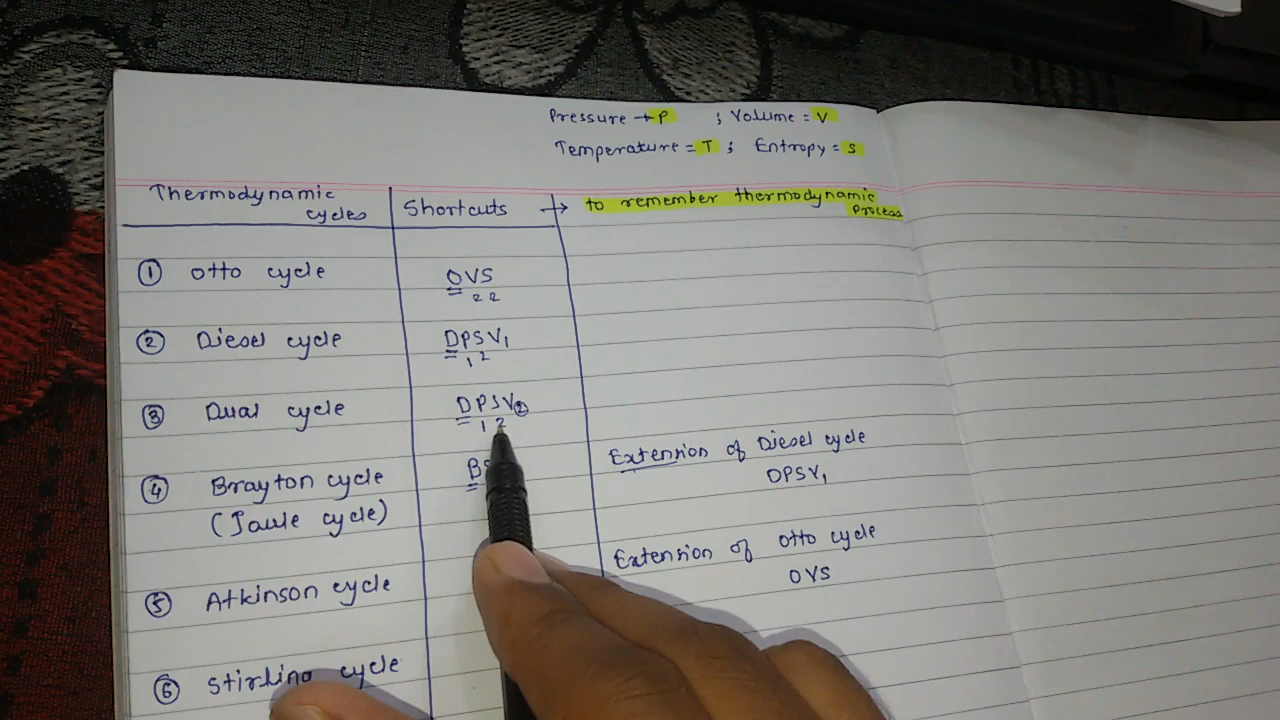 Pressure → P ; Volume = V
Temperature = T ; Entropy = S
Thermodynamic cycles
Shortcuts → to remember thermodynamic Process
① Otto cycle OVS
2 2
② Diesel cycle DPSV1
1 2
③ Dual cycle DPSV②
1 2
Extension of Diesel cycle
DPSV1
④ Brayton cycle B
(Joule cycle)
Extension of Otto cycle
OVS
⑤ Atkinson cycle
⑥ Stirling cycle